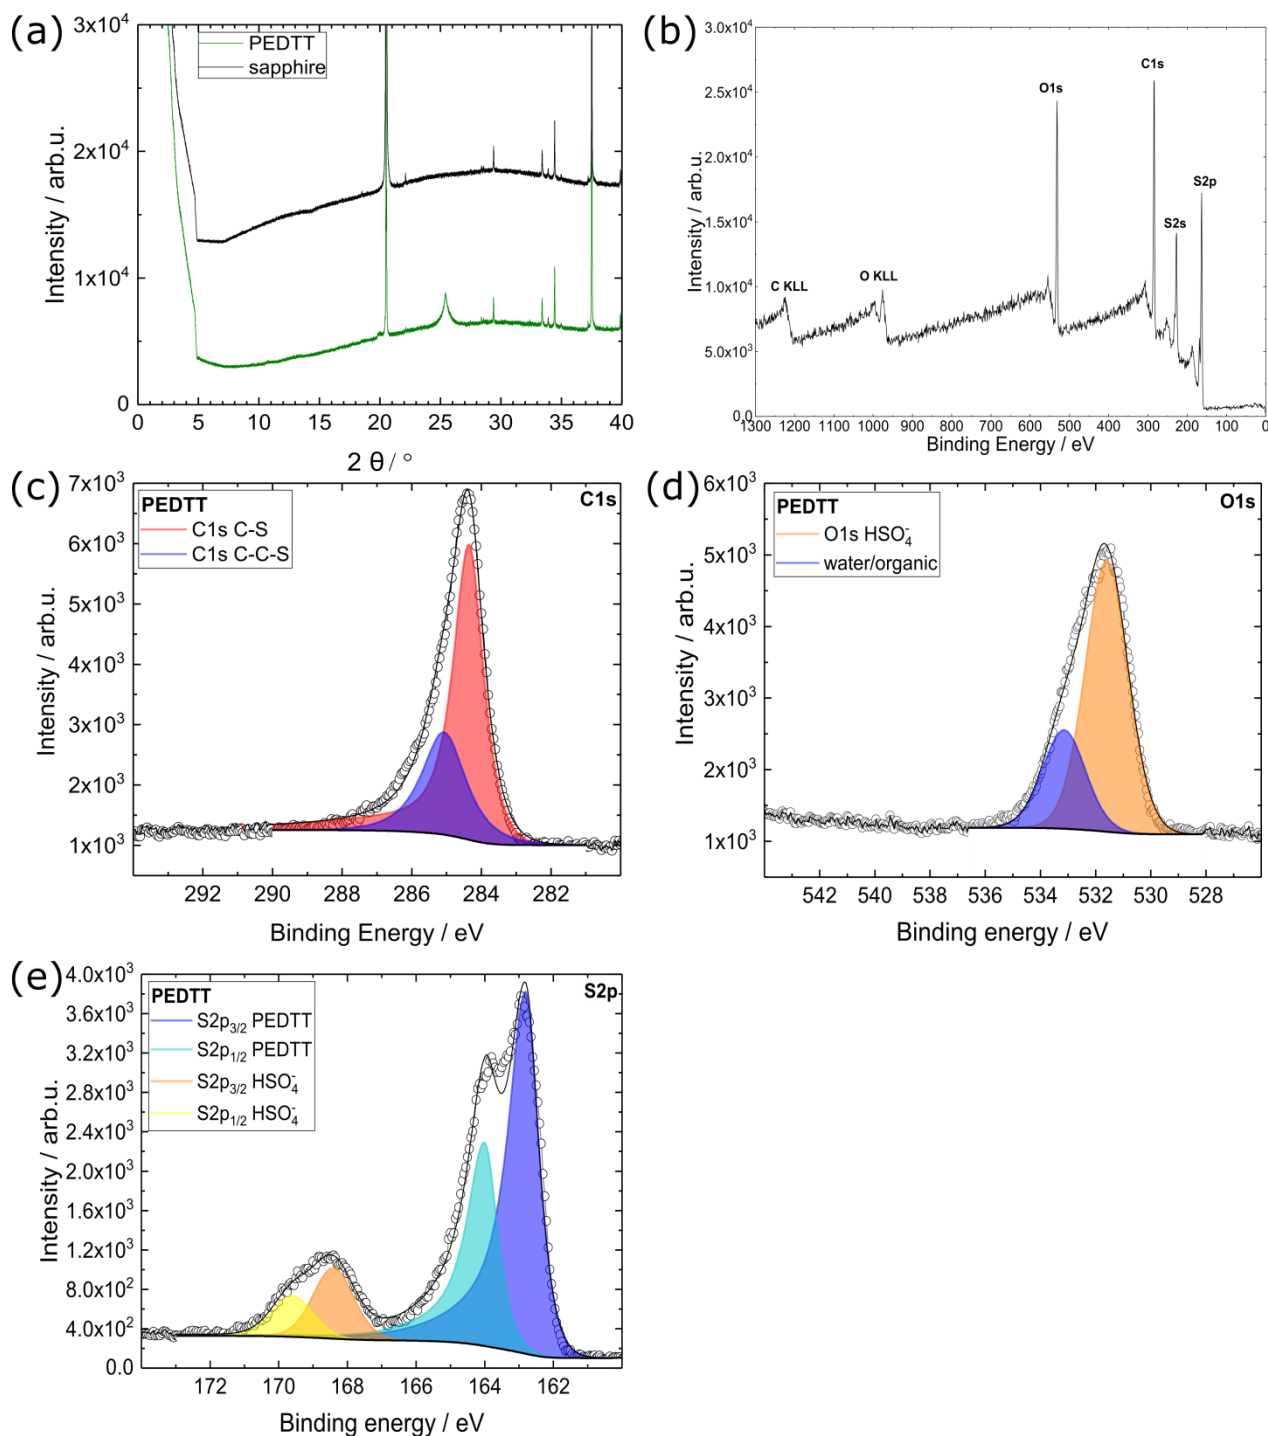 (a)
3x10⁴
2x10⁴
1x10⁴
0
Intensity / arb.u.
PEDTT
sapphire
0 5 10 15 20 25 30 35 40
2 θ / °
(b)
3.0x10⁴
2.5x10⁴
2.0x10⁴
1.5x10⁴
1.0x10⁴
5.0x10³
0.0
Intensity / arb.u.
C KLL
O KLL
O1s
C1s
S2s
S2p
1300 1200 1100 1000 900 800 700 600 500 400 300 200 100 0
Binding Energy / eV
(c)
7x10³
6x10³
5x10³
4x10³
3x10³
2x10³
1x10³
Intensity / arb.u.
PEDTT
C1s C-S
C1s C-C-S
C1s
292 290 288 286 284 282
Binding Energy / eV
(d)
6x10³
5x10³
4x10³
3x10³
2x10³
1x10³
Intensity / arb.u.
PEDTT
O1s HSO₄⁻
water/organic
O1s
542 540 538 536 534 532 530 528
Binding energy / eV
(e)
4.0x10³
3.6x10³
3.2x10³
2.8x10³
2.4x10³
2.0x10³
1.6x10³
1.2x10³
8.0x10²
4.0x10²
0.0
Intensity / arb.u.
PEDTT
S2p₃/₂ PEDTT
S2p₁/₂ PEDTT
S2p₃/₂ HSO₄⁻
S2p₁/₂ HSO₄⁻
S2p
172 170 168 166 164 162
Binding energy / eV